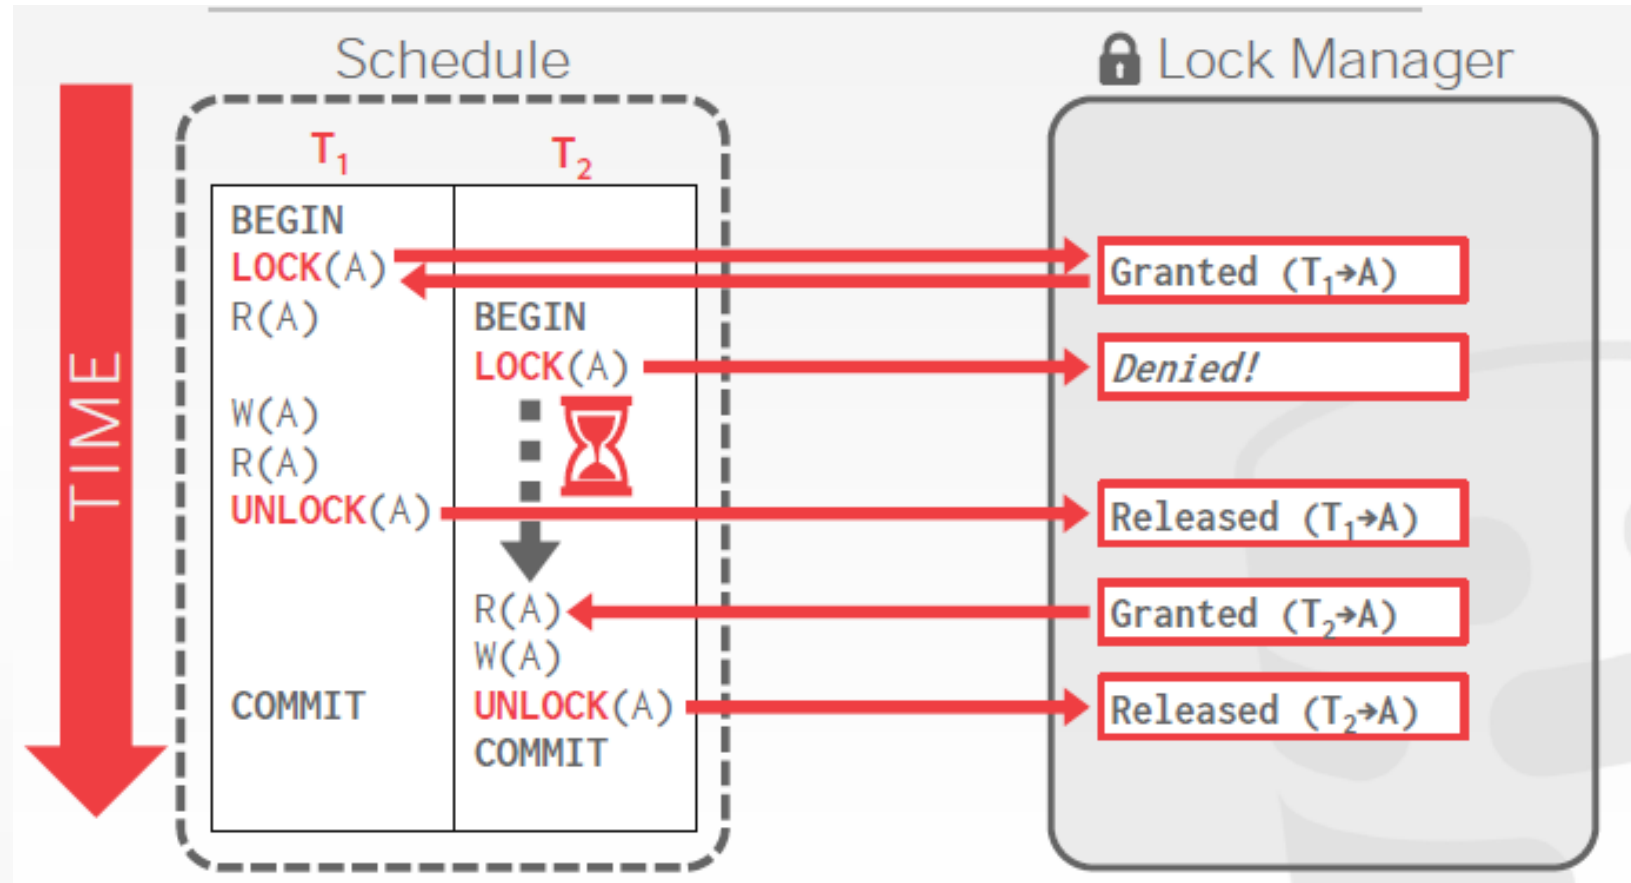 Schedule
Lock Manager
TIME
T1
T2
BEGIN
LOCK(A)
Granted (T1→A)
R(A)
BEGIN
LOCK(A)
Denied!
W(A)
R(A)
UNLOCK(A)
Released (T1→A)
R(A)
Granted (T2→A)
W(A)
COMMIT
UNLOCK(A)
Released (T2→A)
COMMIT